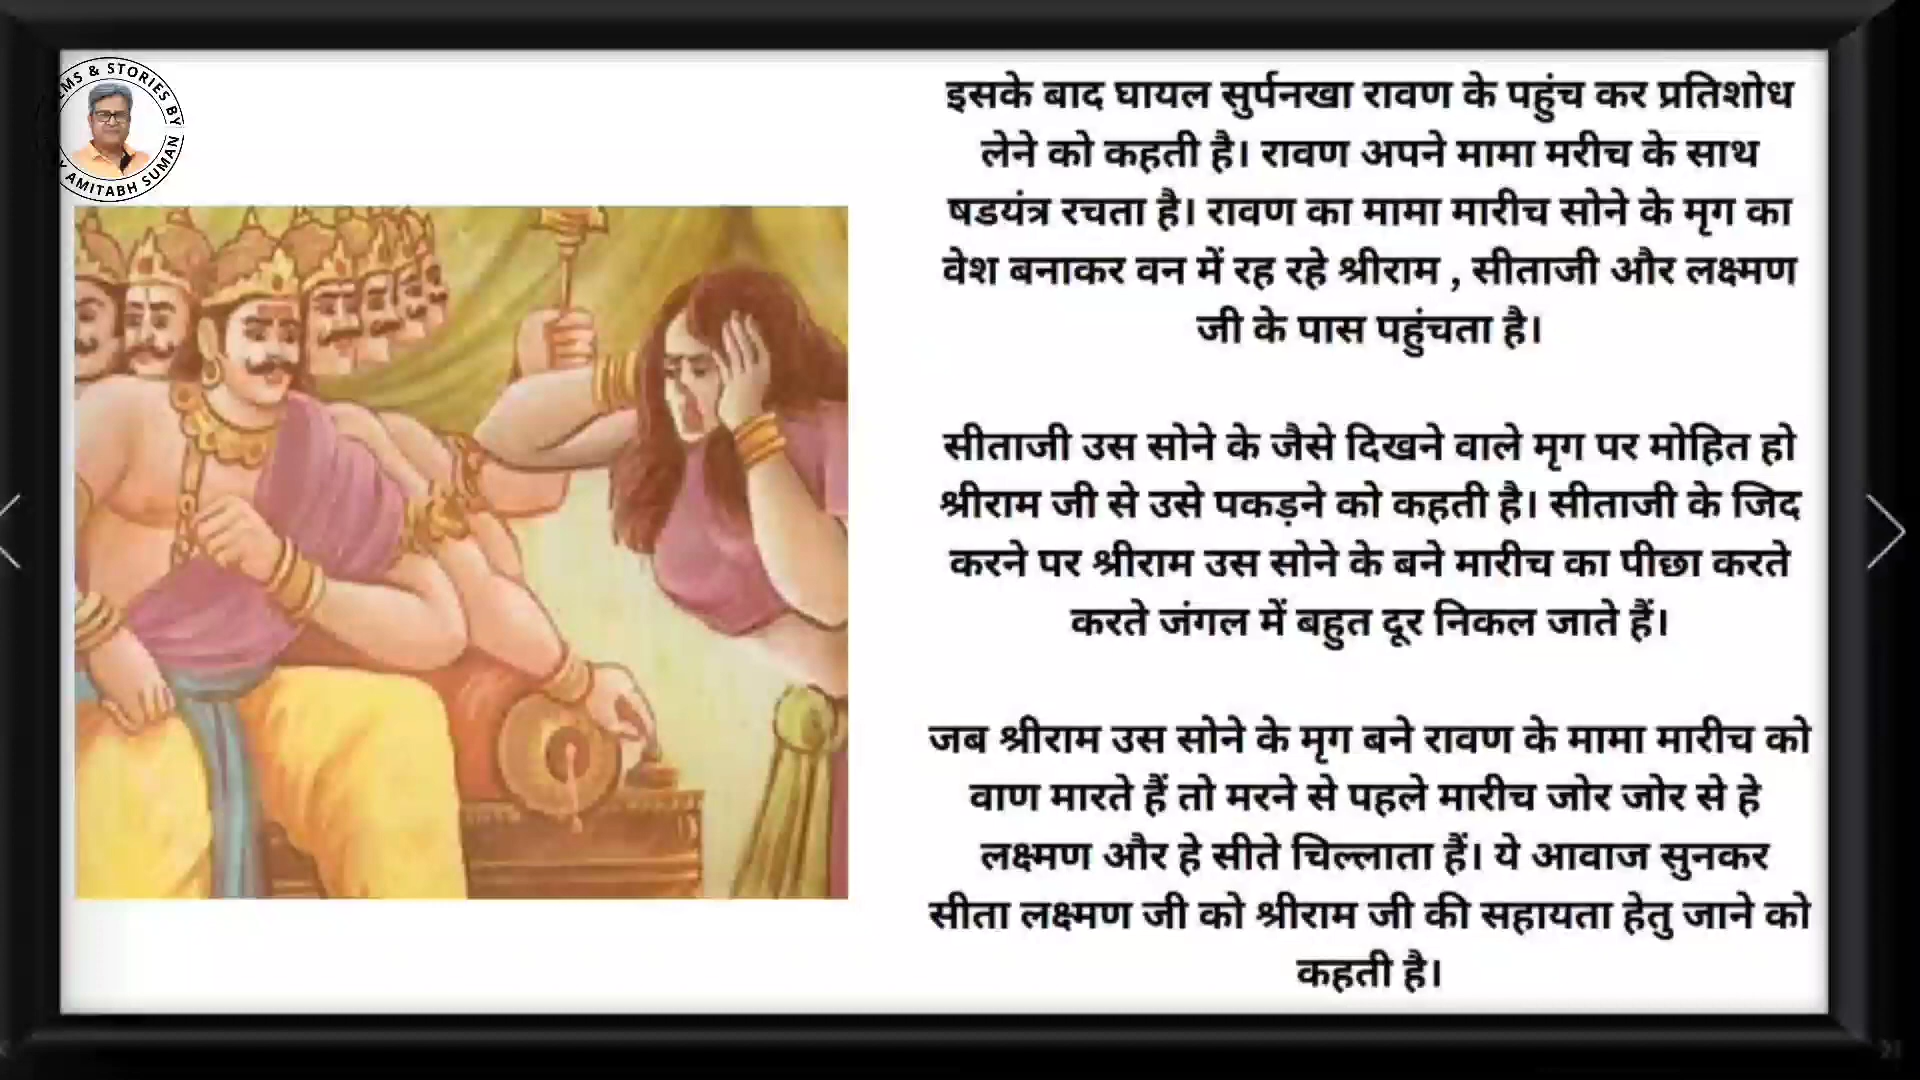 EMS & STORIES BY
Y AMITABH SUMAN
इसके बाद घायल सुर्पनखा रावण के पहुंच कर प्रतिशोध
लेने को कहती है। रावण अपने मामा मरीच के साथ
षडयंत्र रचता है। रावण का मामा मारीच सोने के मृग का
वेश बनाकर वन में रह रहे श्रीराम , सीताजी और लक्ष्मण
जी के पास पहुंचता है।
सीताजी उस सोने के जैसे दिखने वाले मृग पर मोहित हो
श्रीराम जी से उसे पकड़ने को कहती है। सीताजी के जिद
करने पर श्रीराम उस सोने के बने मारीच का पीछा करते
करते जंगल में बहुत दूर निकल जाते हैं।
जब श्रीराम उस सोने के मृग बने रावण के मामा मारीच को
वाण मारते हैं तो मरने से पहले मारीच जोर जोर से हे
लक्ष्मण और हे सीते चिल्लाता हैं। ये आवाज सुनकर
सीता लक्ष्मण जी को श्रीराम जी की सहायता हेतु जाने को
कहती है।